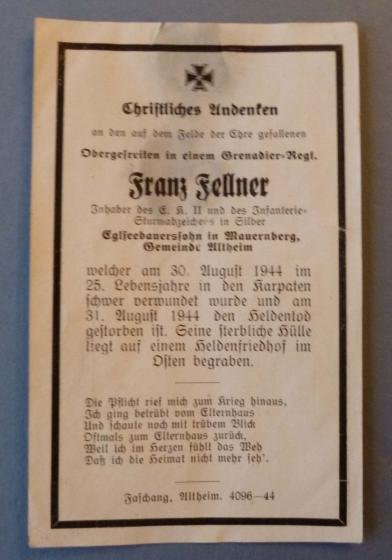 Christliches Andenken
an den auf dem Felde der Ehre gefallenen
Obergefreiten in einem Grenadier-Regt.
Franz Fellner
Inhaber des E. K. II und des Infanterie-
Sturmabzeichens in Silber
Eglseebauerssohn in Mauernberg,
Gemeinde Altheim
welcher am 30. August 1944 im
25. Lebensjahre in den Karpaten
schwer verwundet wurde und am
31. August 1944 den Heldentod
gestorben ist. Seine sterbliche Hülle
liegt auf einem Heldenfriedhof im
Osten begraben.
Die Pflicht rief mich zum Krieg hinaus,
Ich ging betrübt vom Elternhaus
Und schaute noch mit trübem Blick
Oftmals zum Elternhaus zurück,
Weil ich im Herzen fühlt das Weh
Daß ich die Heimat nicht mehr seh'.
Faschang, Altheim. 4096—44